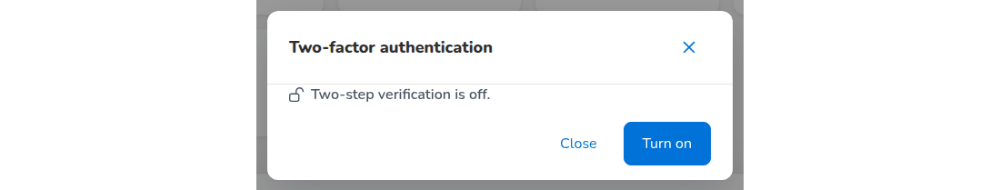 Two-factor authentication
Two-step verification is off.
Close
Turn on